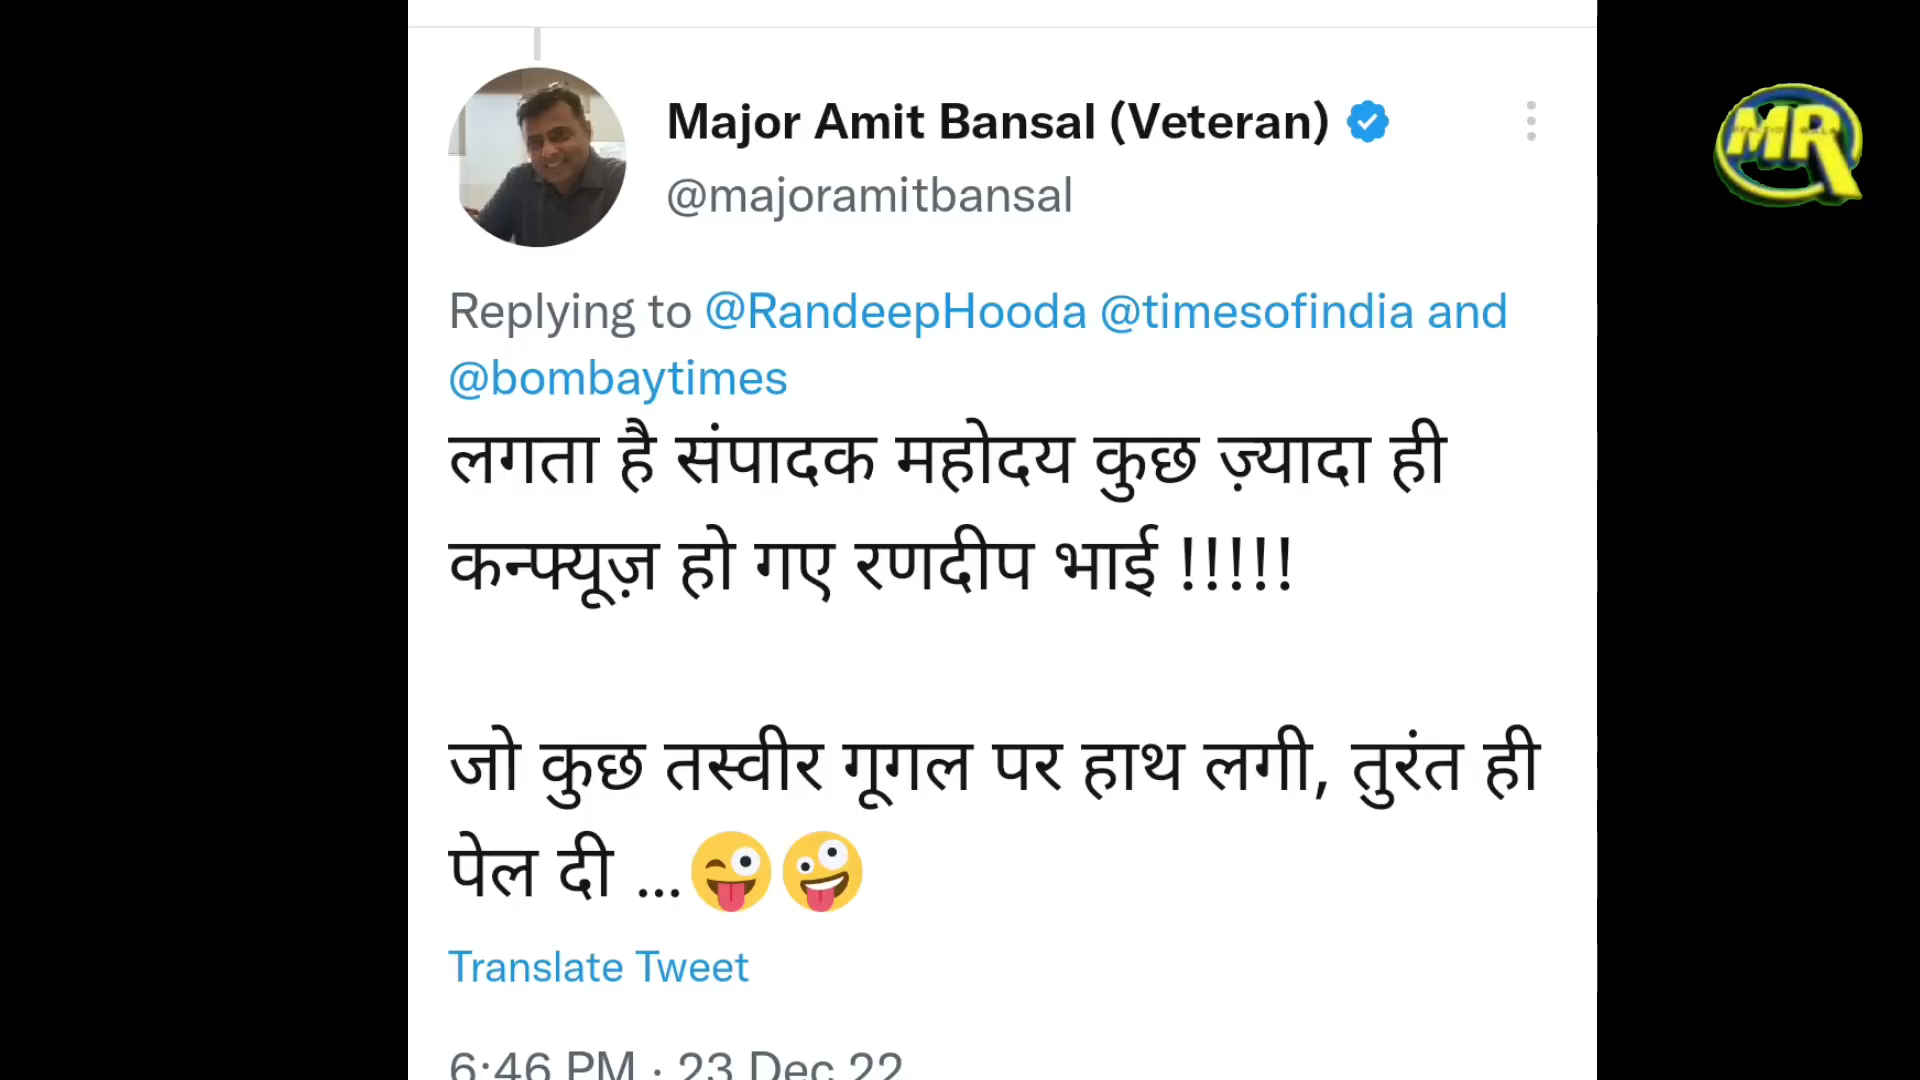 Major Amit Bansal (Veteran)
@majoramitbansal
Replying to @RandeepHooda @timesofindia and
@bombaytimes
लगता है संपादक महोदय कुछ ज़्यादा ही
कन्फ्यूज़ हो गए रणदीप भाई !!!!!
जो कुछ तस्वीर गूगल पर हाथ लगी, तुरंत ही
पेल दी ...😜🤪
Translate Tweet
6:46 PM · 23 Dec 22
MR